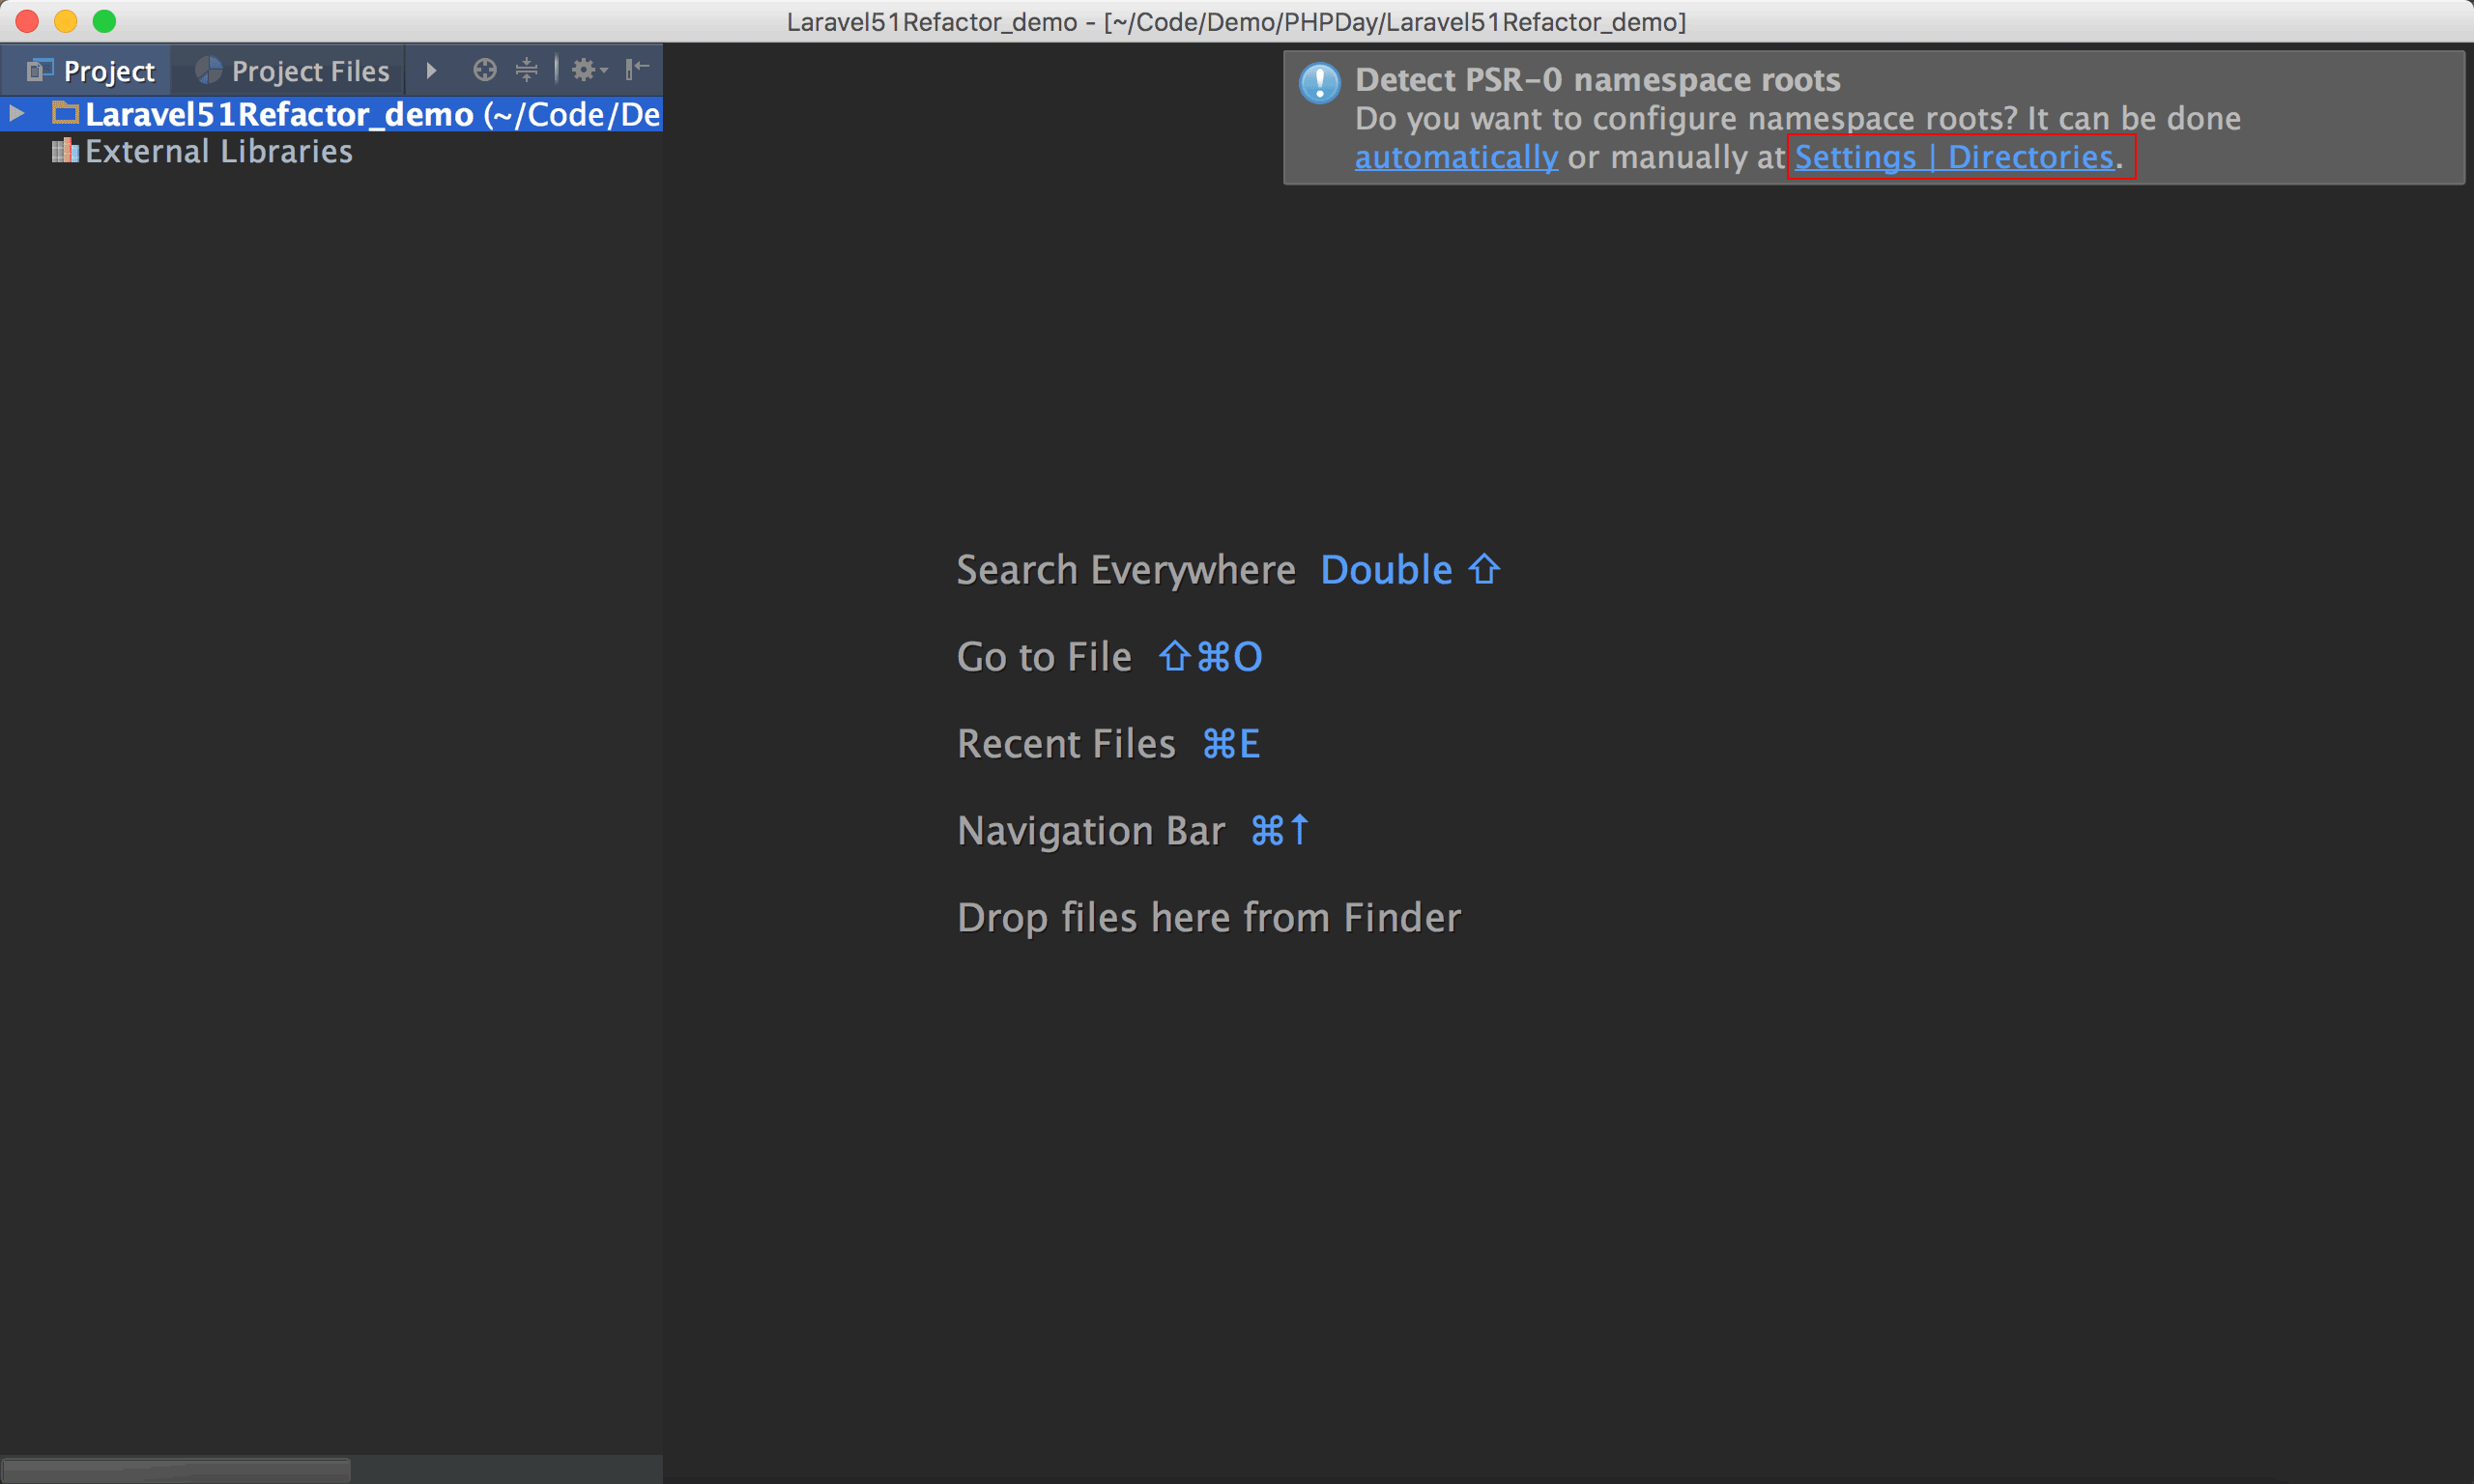 Laravel51Refactor_demo - [~/Code/Demo/PHPDay/Laravel51Refactor_demo]
Project Project Files
Laravel51Refactor_demo (~/Code/De
External Libraries
Detect PSR-0 namespace roots
Do you want to configure namespace roots? It can be done
automatically or manually at Settings | Directories.
Search Everywhere Double ⇧
Go to File ⇧⌘O
Recent Files ⌘E
Navigation Bar ⌘↑
Drop files here from Finder